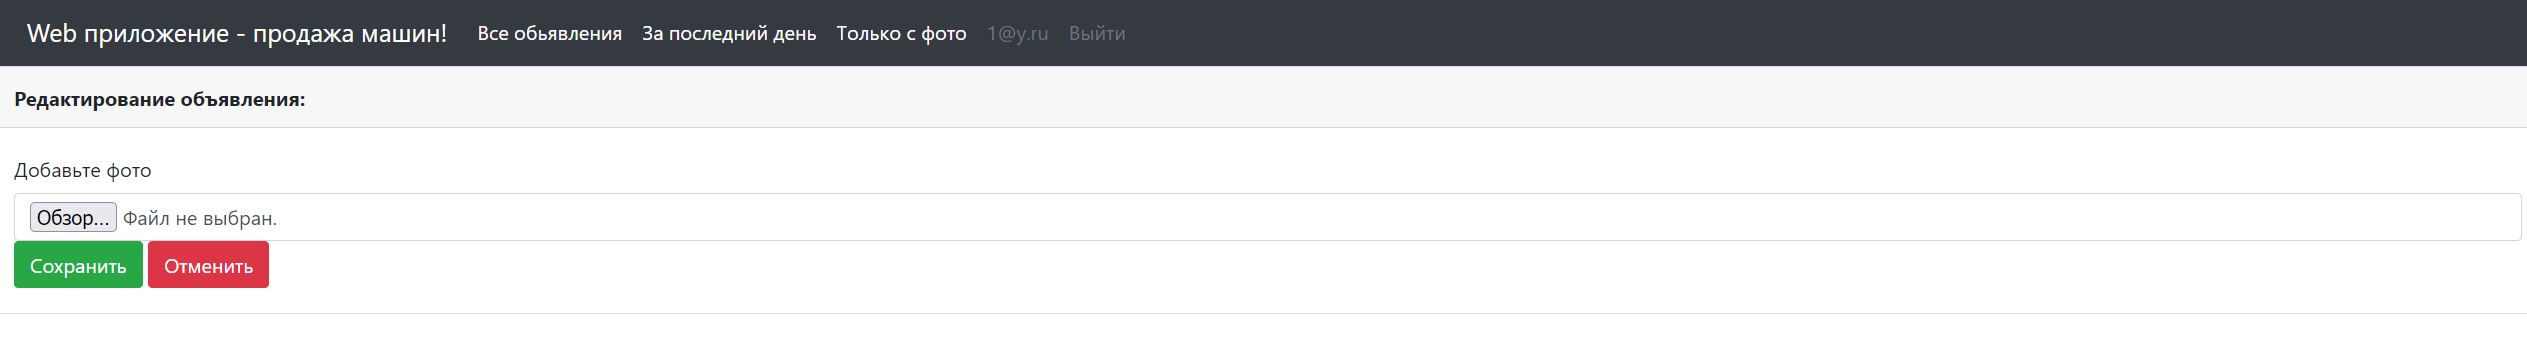 Web приложение - продажа машин! Все обьявления За последний день Только с фото 1@y.ru Выйти
Редактирование объявления:
Добавьте фото
Обзор... Файл не выбран.
Сохранить Отменить